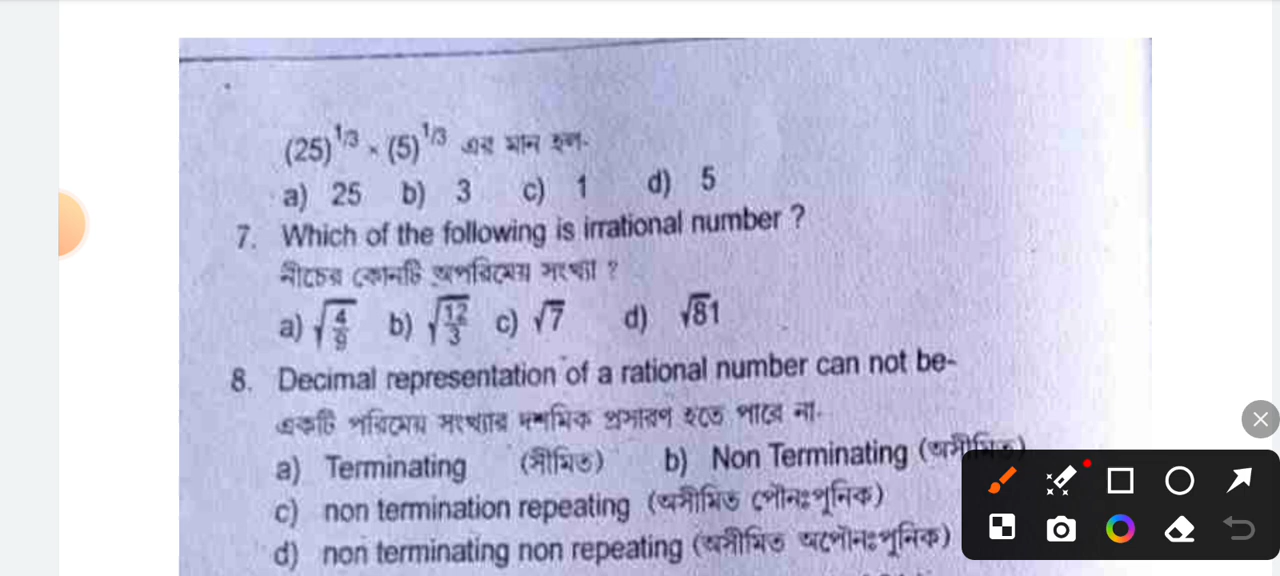 (25)^1/3 × (5)^1/3 এর মান হল-
a) 25 b) 3 c) 1 d) 5
7. Which of the following is irrational number ?
নীচের কোনটি অপরিমেয় সংখ্যা ?
a) √4/9 b) √12/3 c) √7 d) √81
8. Decimal representation of a rational number can not be-
একটি পরিমেয় সংখ্যার দশমিক প্রসারণ হতে পারে না-
a) Terminating (সীমিত) b) Non Terminating (অসীমিত)
c) non termination repeating (অসীমিত পৌনঃপুনিক)
d) non terminating non repeating (অসীমিত অপৌনঃপুনিক)